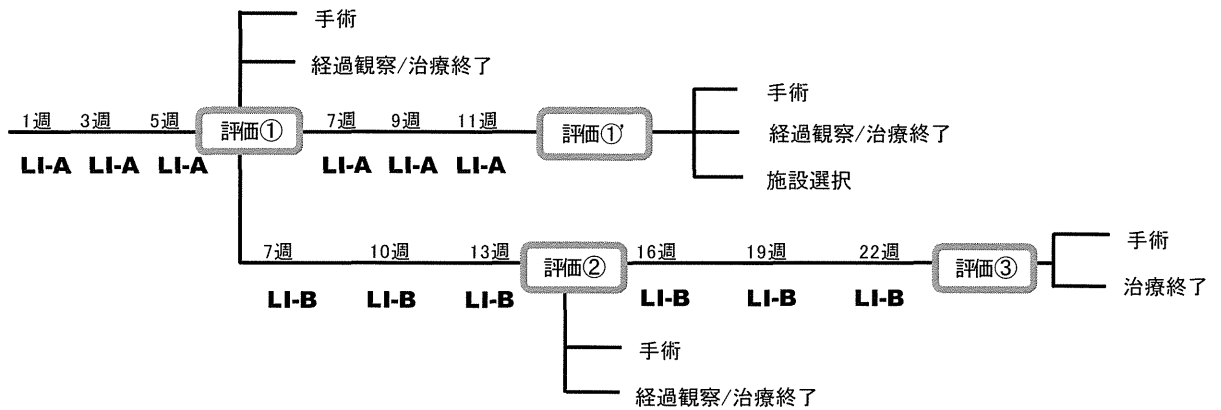 手術
経過観察/治療終了
1週 3週 5週 評価① 7週 9週 11週 評価①'
LI-A LI-A LI-A LI-A LI-A LI-A
手術
経過観察/治療終了
施設選択
7週 10週 13週 評価② 16週 19週 22週 評価③
LI-B LI-B LI-B LI-B LI-B LI-B
手術
治療終了
手術
経過観察/治療終了